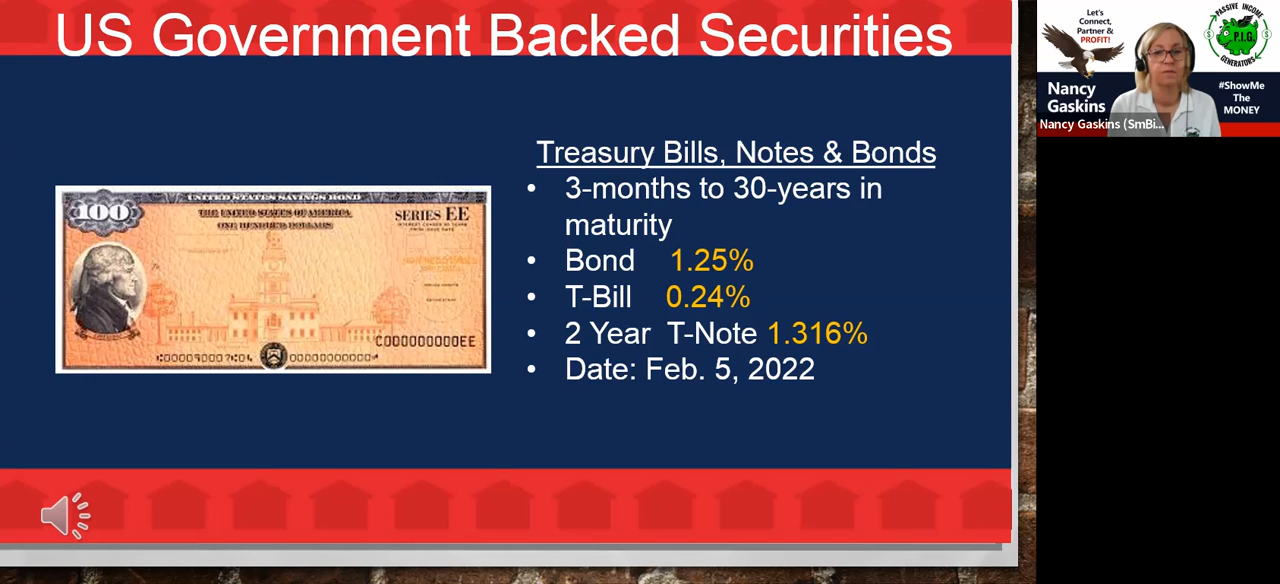 US Government Backed Securities
Treasury Bills, Notes & Bonds
• 3-months to 30-years in
maturity
• Bond 1.25%
• T-Bill 0.24%
• 2 Year T-Note 1.316%
• Date: Feb. 5, 2022
UNITED STATES SAVINGS BOND
100
THE UNITED STATES OF AMERICA
ONE HUNDRED DOLLARS
SERIES EE
C000000000EE
Let's
Connect,
Partner &
PROFIT!
PASSIVE INCOME
$ P.I.G. $
GENERATORS
Nancy
Gaskins
#ShowMe
The
MONEY
Nancy Gaskins (SmBi...